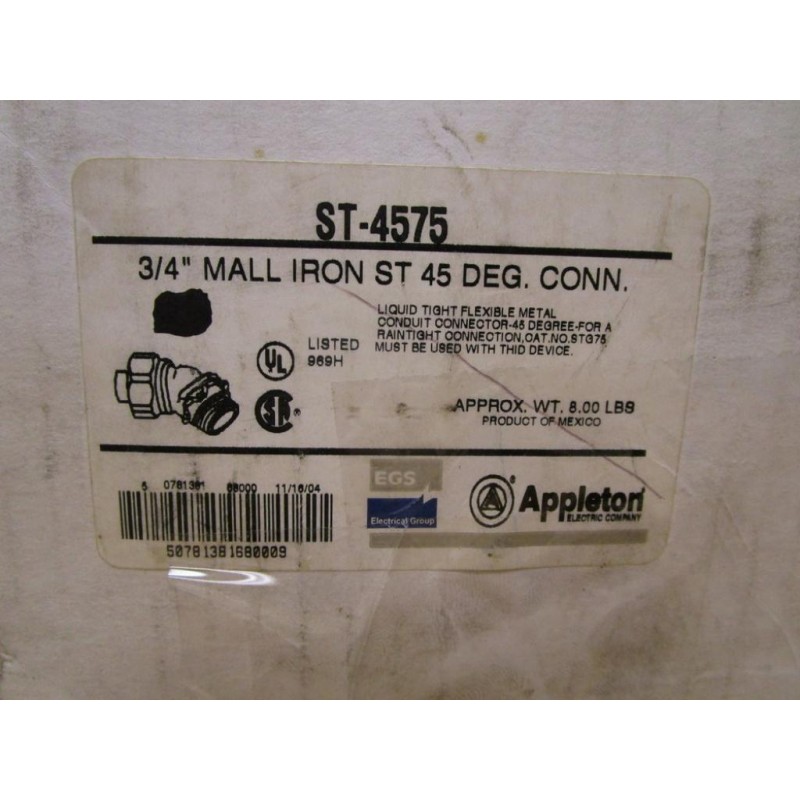 ST-4575
3/4" MALL IRON ST 45 DEG. CONN.
LIQUID TIGHT FLEXIBLE METAL
CONDUIT CONNECTOR-45 DEGREE-FOR A
RAINTIGHT CONNECTION,CAT.NO.STG75
MUST BE USED WITH THID DEVICE.
UL
LISTED
969H
SA ®
APPROX. WT. 8.00 LBS
PRODUCT OF MEXICO
5 0781381 68000 11/16/04
50781381680009
EGS
Electrical Group
A ® Appleton
ELECTRIC COMPANY